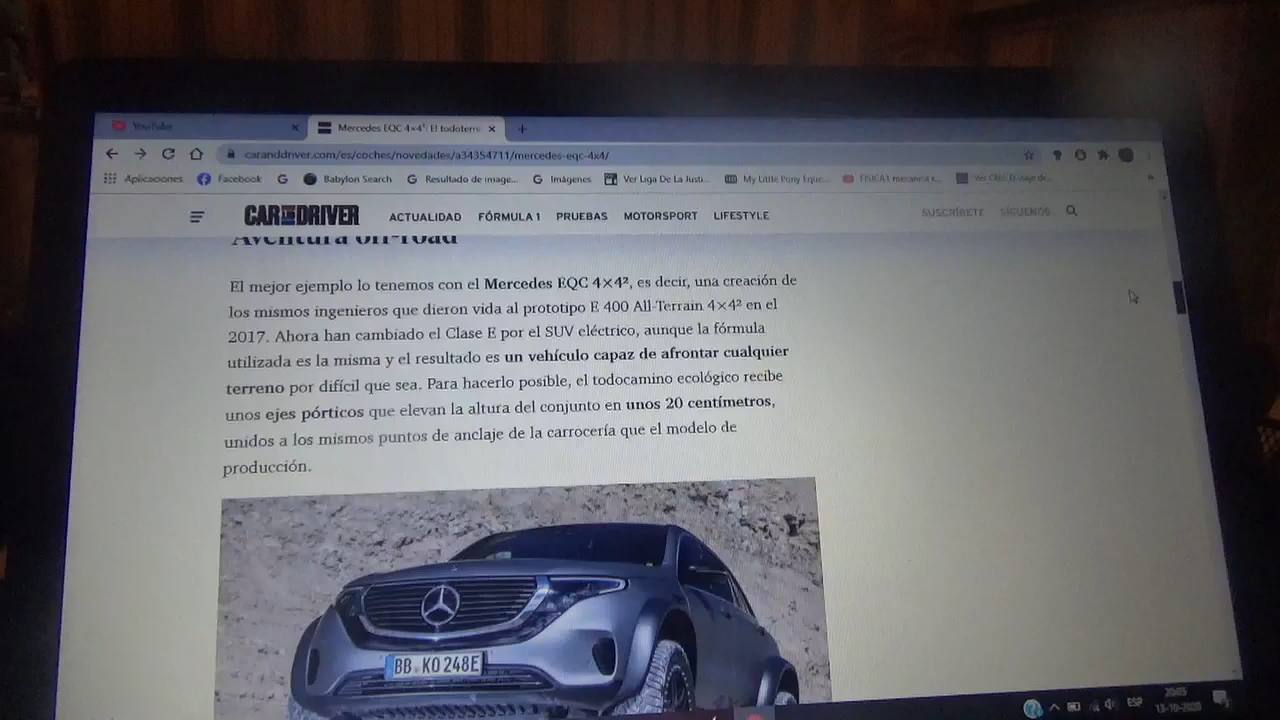 YouTube
Mercedes EQC 4×4²: El todoterre
caranddriver.com/es/coches/novedades/a34354711/mercedes-eqc-4x4/
Aplicaciones Facebook Babylon Search Resultado de image... Imágenes Ver Liga De La Justi... My Little Pony Eque...
CAR DRIVER ACTUALIDAD FÓRMULA 1 PRUEBAS MOTORSPORT LIFESTYLE SUSCRÍBETE SÍGUENOS
Aventura off-road
El mejor ejemplo lo tenemos con el Mercedes EQC 4×4², es decir, una creación de
los mismos ingenieros que dieron vida al prototipo E 400 All-Terrain 4×4² en el
2017. Ahora han cambiado el Clase E por el SUV eléctrico, aunque la fórmula
utilizada es la misma y el resultado es un vehículo capaz de afrontar cualquier
terreno por difícil que sea. Para hacerlo posible, el todocamino ecológico recibe
unos ejes pórticos que elevan la altura del conjunto en unos 20 centímetros,
unidos a los mismos puntos de anclaje de la carrocería que el modelo de
producción.
BB KO 248E
ESP
20:05
13-10-2020